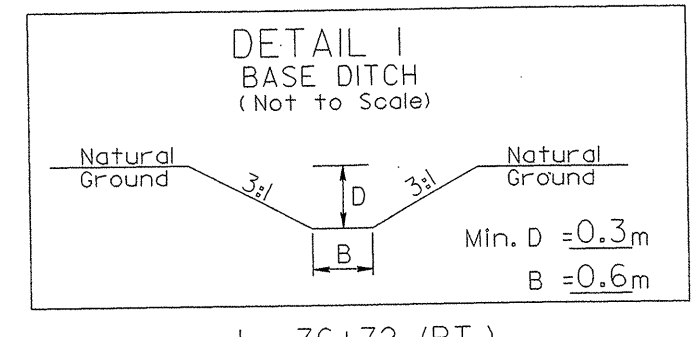 DETAIL 1
BASE DITCH
(Not to Scale)
Natural
Ground
3:1
D
3:1
Natural
Ground
B
Min. D = 0.3m
B = 0.6m